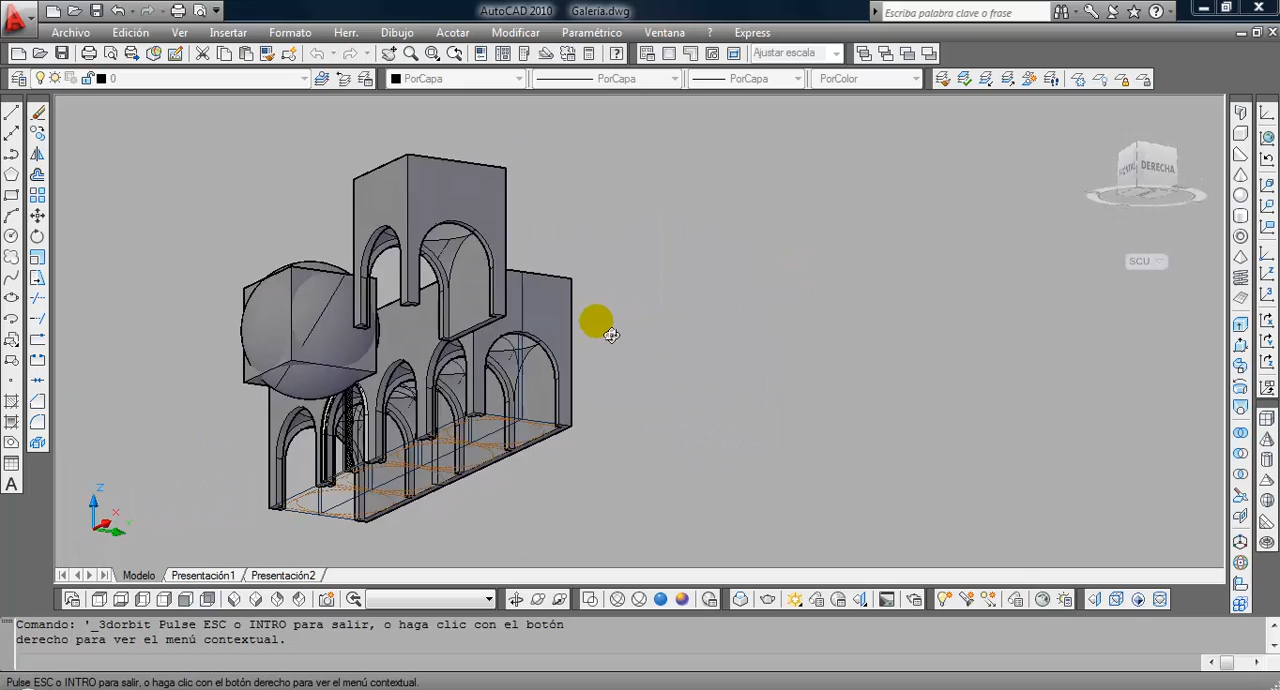 AutoCAD 2010 Galería.dwg
Escriba palabra clave o frase
Archivo Edición Ver Insertar Formato Herr. Dibujo Acotar Modificar Paramétrico Ventana ? Express
Ajustar escala
0 PorCapa PorCapa PorCapa PorColor
DERECHA
SCU
Z
X
Y
Modelo Presentación1 Presentación2
Comando: '_3dorbit Pulse ESC o INTRO para salir, o haga clic con el botón
derecho para ver el menú contextual.
Pulse ESC o INTRO para salir, o haga clic con el botón derecho para ver el menú contextual.